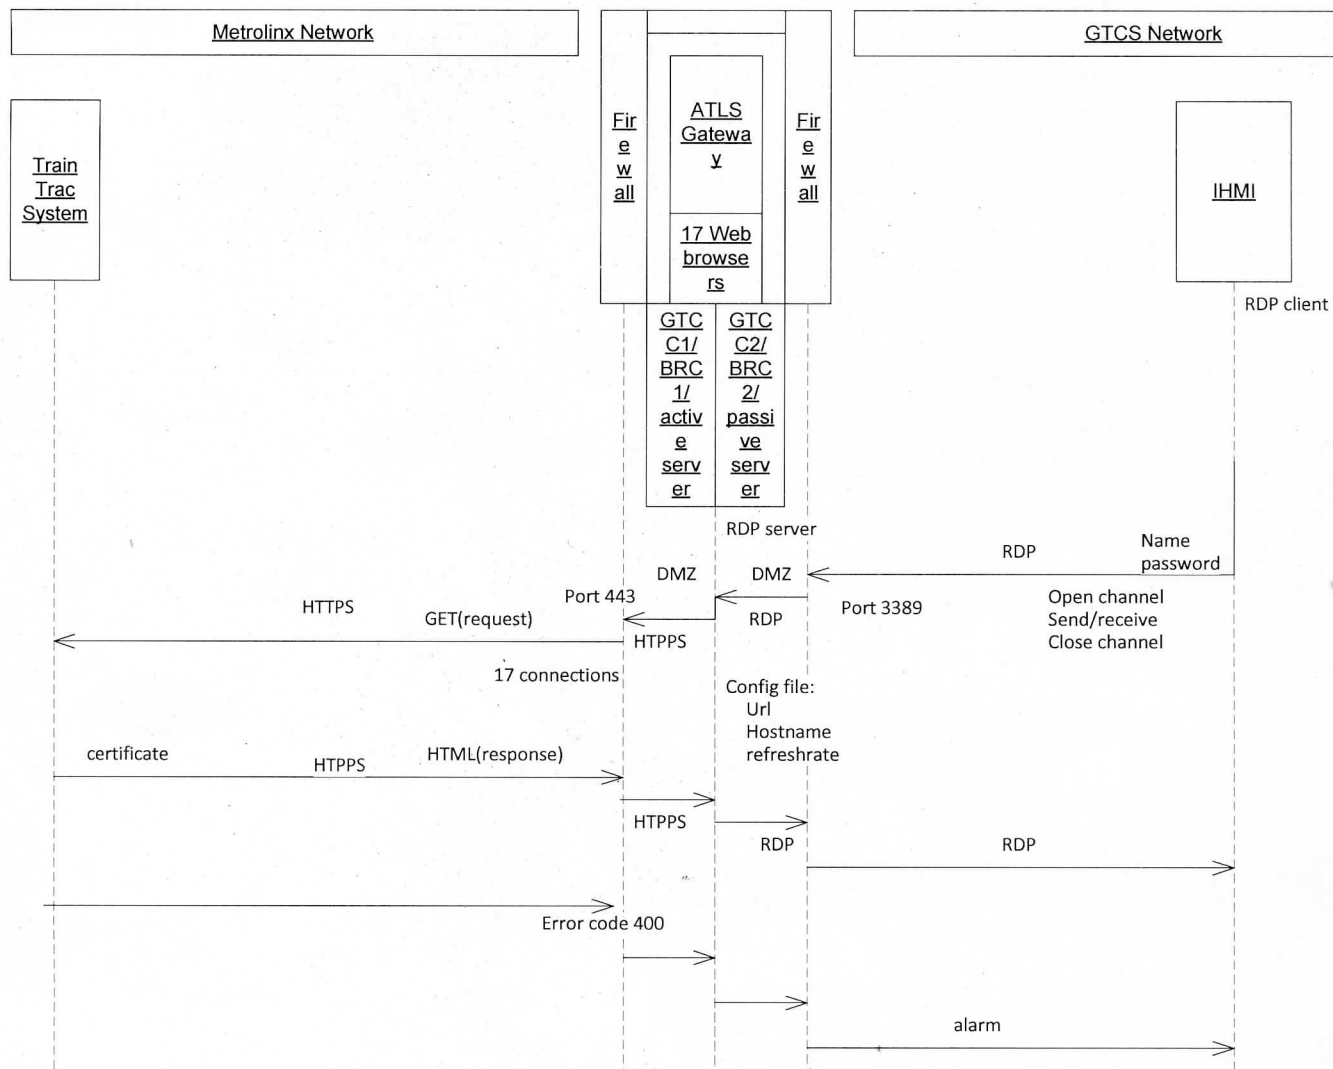 Metrolinx Network
GTCS Network
Fir
e
w
all
ATLS
Gatewa
y
Fir
e
w
all
Train
Trac
System
IHMI
17 Web
browse
rs
RDP client
GTC
C1/
BRC
1/
activ
e
serv
er
GTC
C2/
BRC
2/
passi
ve
serv
er
RDP server
Name
password
RDP
DMZ
DMZ
Port 443
Port 3389
Open channel
Send/receive
Close channel
HTTPS
GET(request)
RDP
HTPPS
17 connections
Config file:
Url
Hostname
refreshrate
certificate
HTPPS
HTML(response)
HTPPS
RDP
RDP
Error code 400
alarm